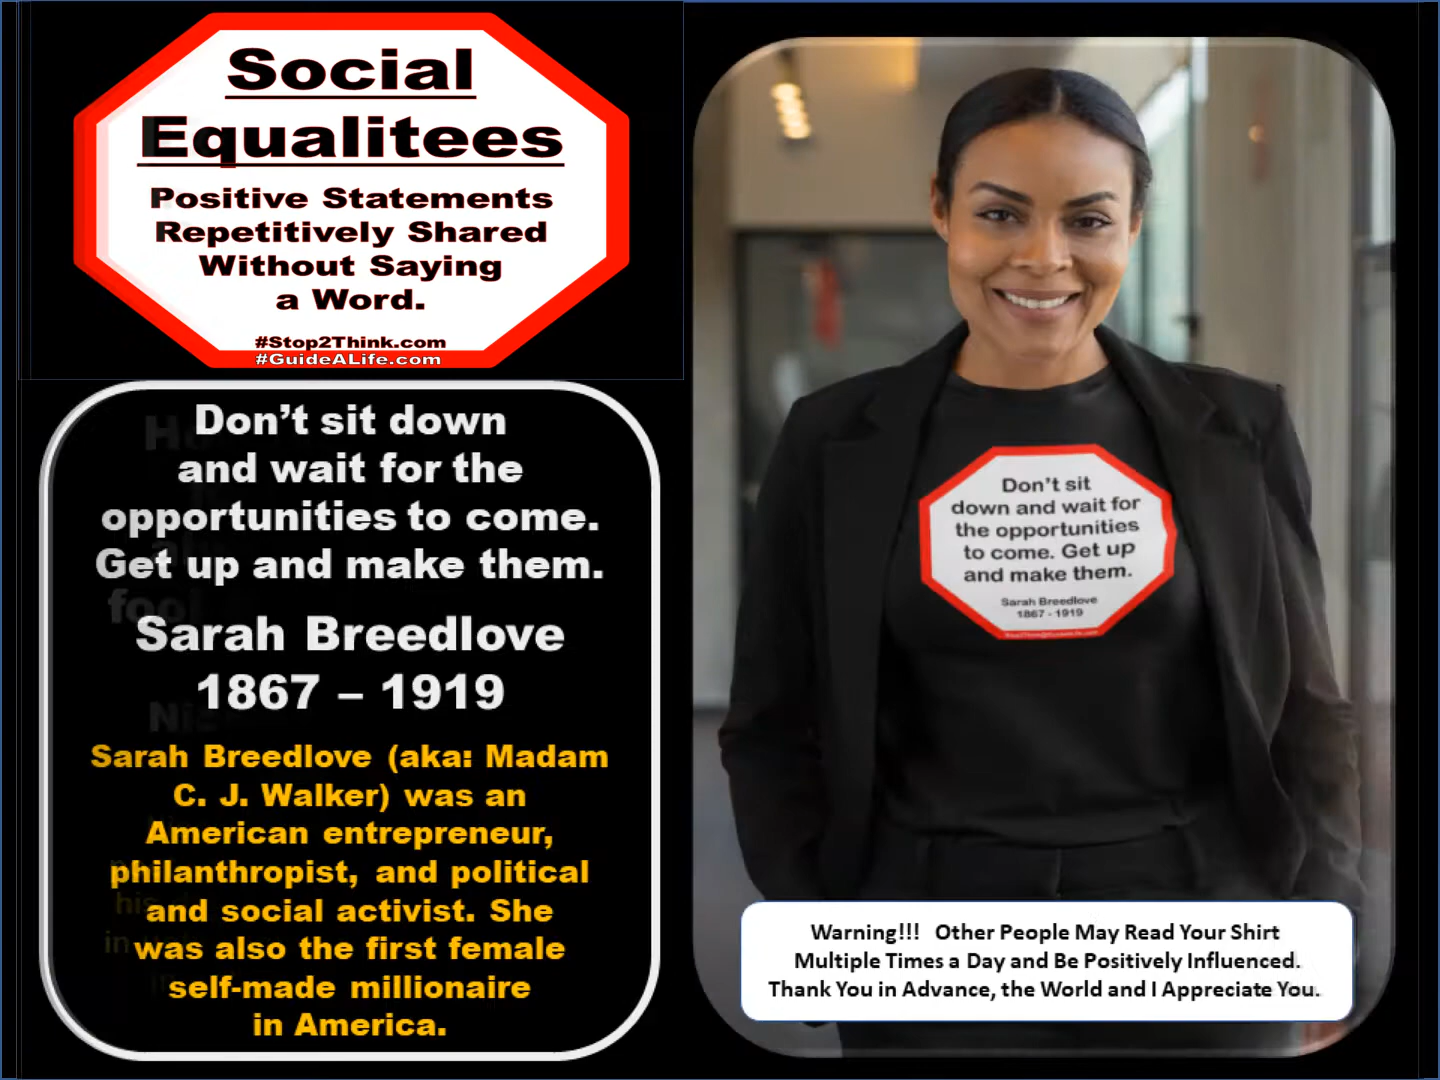 Social
Equalitees
Positive Statements
Repetitively Shared
Without Saying
a Word.
#Stop2Think.com
#GuideALife.com
Don’t sit down
and wait for the
opportunities to come.
Get up and make them.
Sarah Breedlove
1867 – 1919
Sarah Breedlove (aka: Madam
C. J. Walker) was an
American entrepreneur,
philanthropist, and political
and social activist. She
was also the first female
self-made millionaire
in America.
Don’t sit
down and wait for
the opportunities
to come. Get up
and make them.
Sarah Breedlove
1867 - 1919
Warning!!! Other People May Read Your Shirt
Multiple Times a Day and Be Positively Influenced.
Thank You in Advance, the World and I Appreciate You.